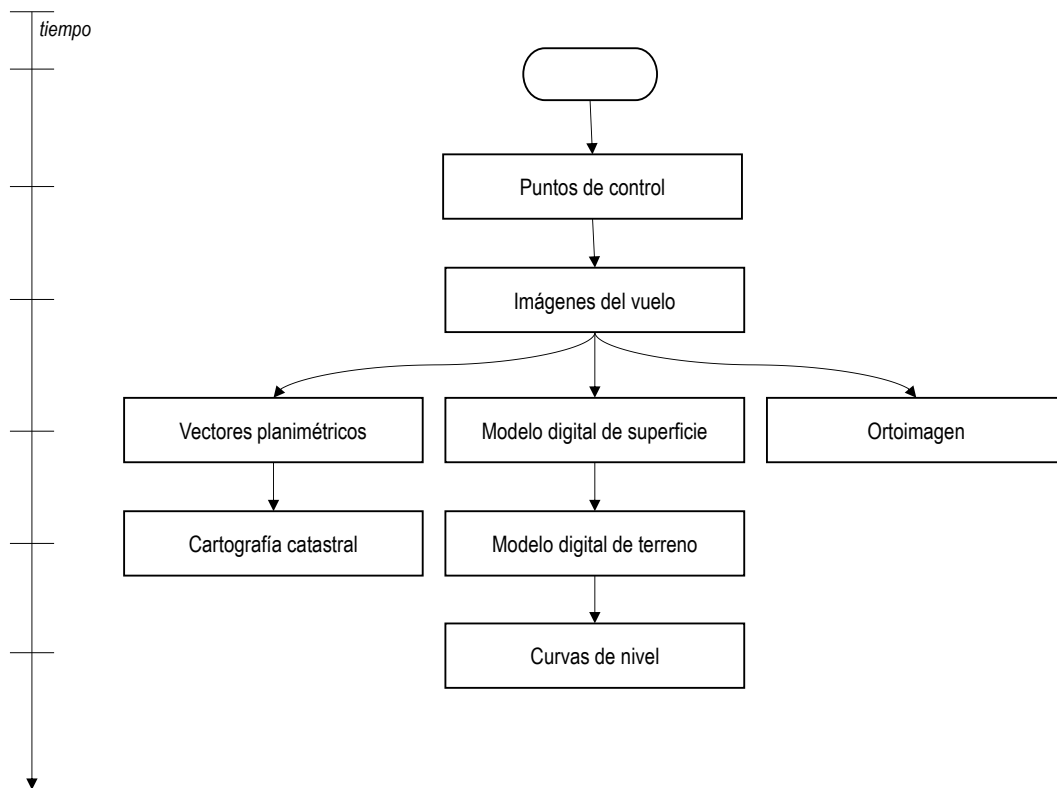 tiempo
Puntos de control
Imágenes del vuelo
Vectores planimétricos
Modelo digital de superficie
Ortoimagen
Cartografía catastral
Modelo digital de terreno
Curvas de nivel